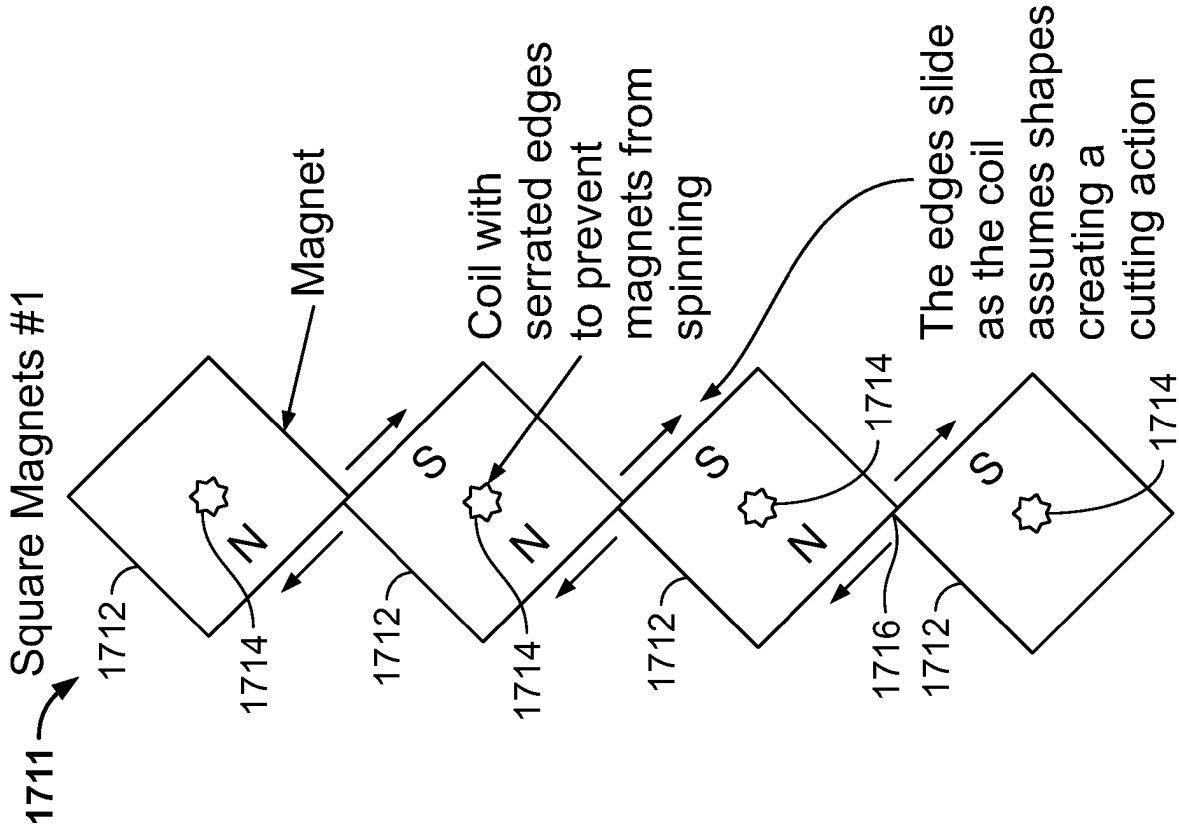 Square Magnets #1
1711
1712
1714
N
Magnet
1712
1714
N
S
Coil with
serrated edges
to prevent
magnets from
spinning
1712
N
S
1714
The edges slide
as the coil
assumes shapes
creating a
cutting action
1716
1712
S
1714